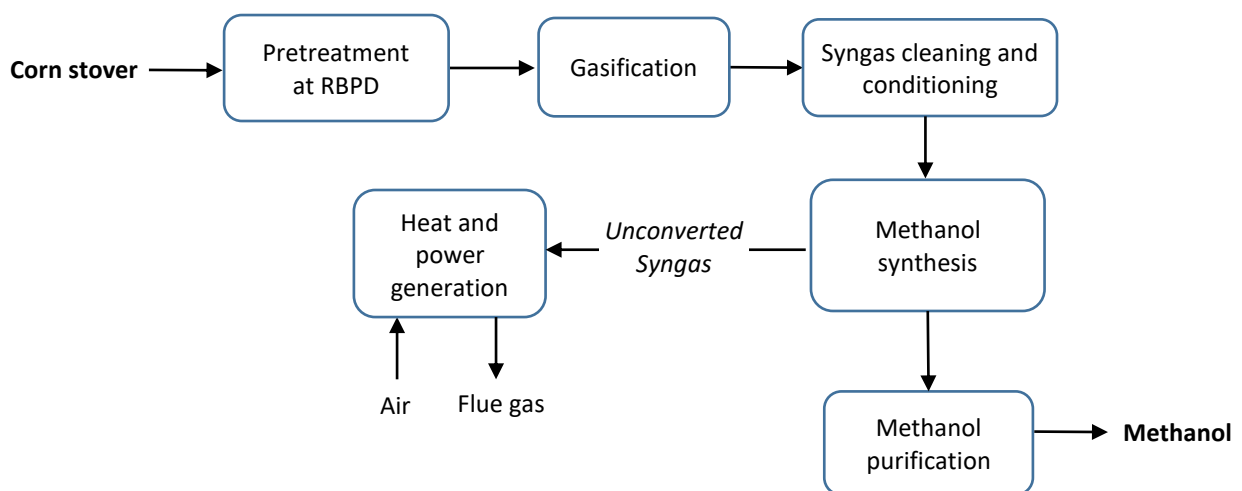 Corn stover
Pretreatment
at RBPD
Gasification
Syngas cleaning and
conditioning
Heat and
power
generation
Unconverted
Syngas
Methanol
synthesis
Air
Flue gas
Methanol
purification
Methanol